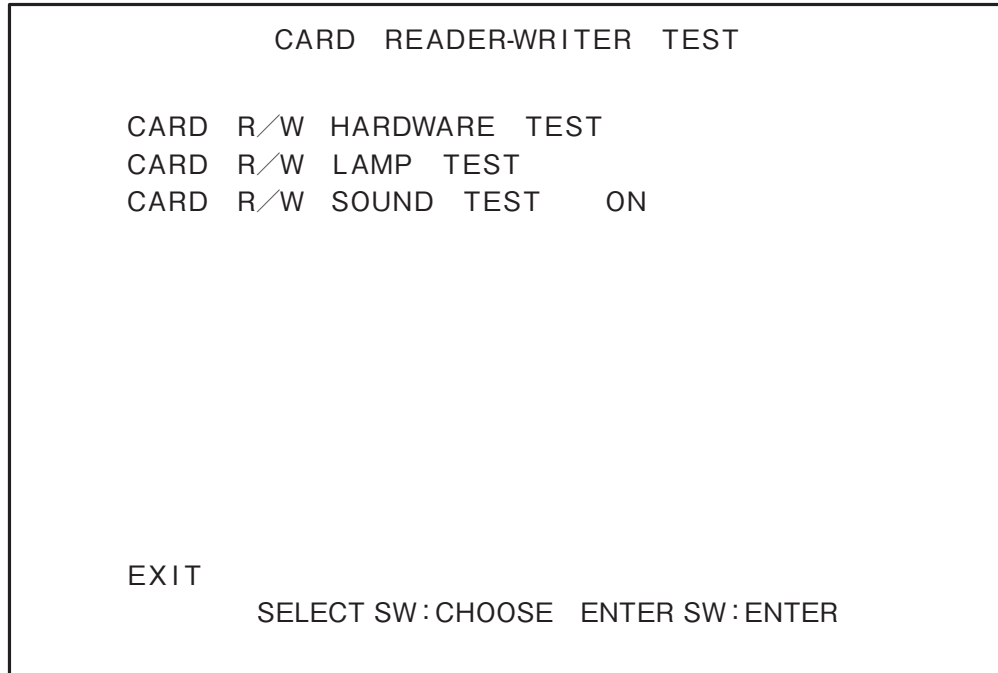 CARD READER-WRITER TEST
CARD R／W HARDWARE TEST
CARD R／W LAMP TEST
CARD R／W SOUND TEST ON
EXIT
SELECT SW：CHOOSE ENTER SW：ENTER